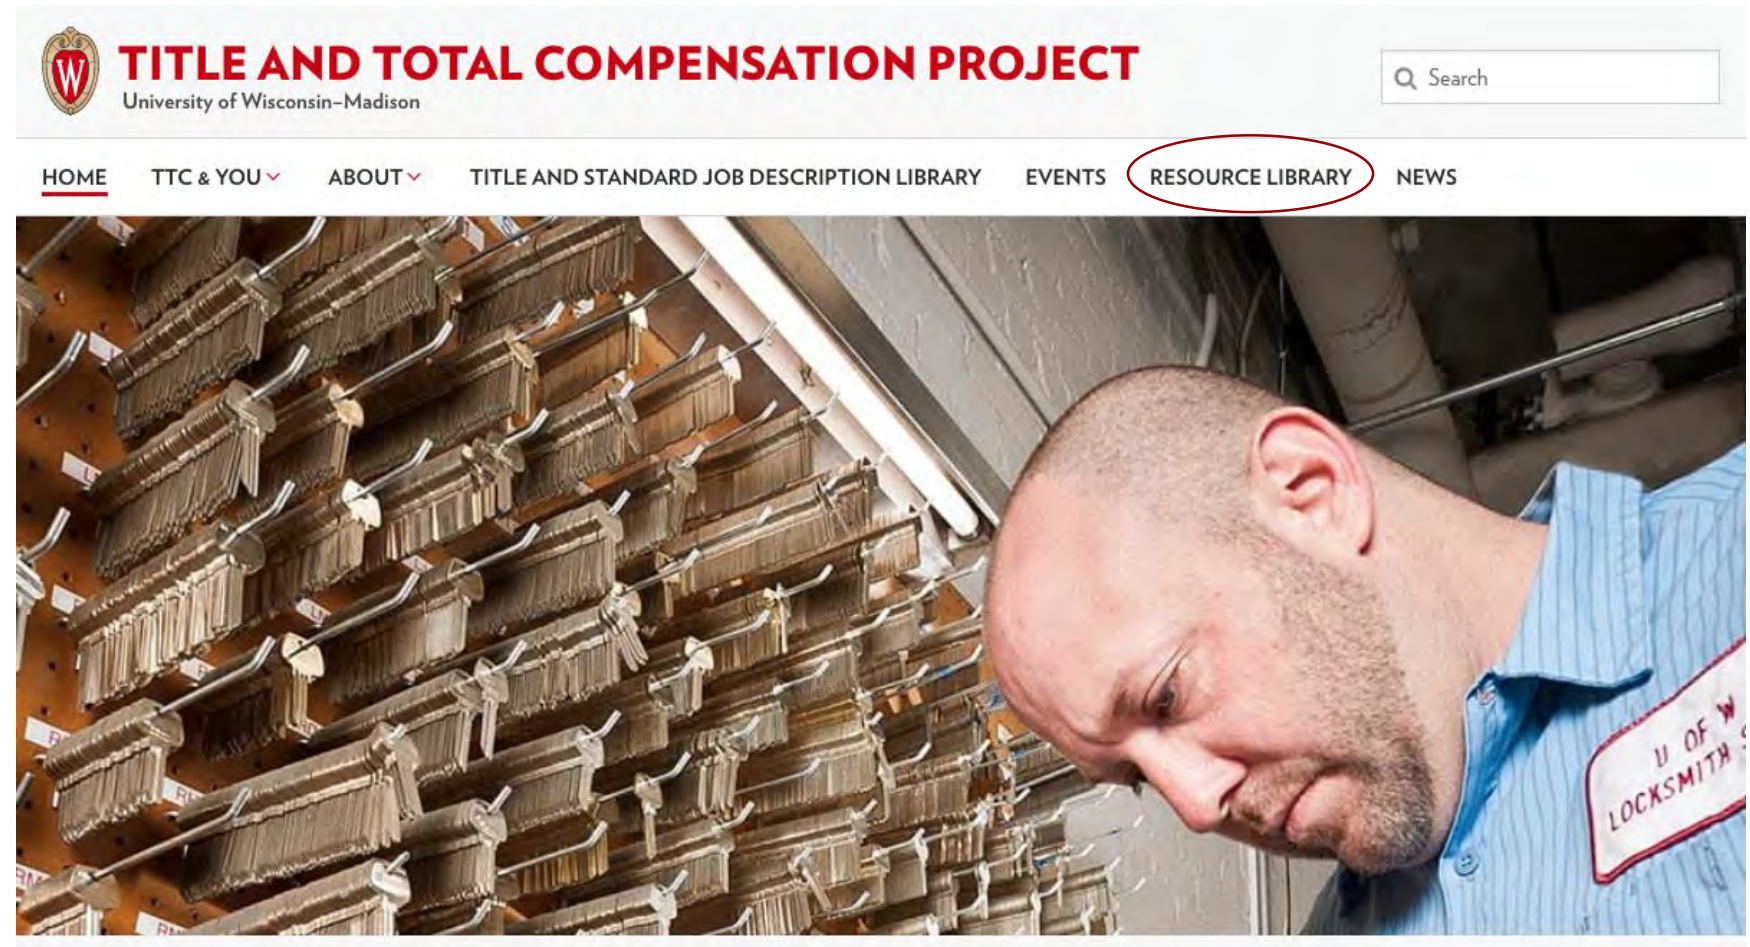 W
TITLE AND TOTAL COMPENSATION PROJECT
University of Wisconsin–Madison
Search
HOME TTC & YOU ABOUT TITLE AND STANDARD JOB DESCRIPTION LIBRARY EVENTS RESOURCE LIBRARY NEWS
U OF W
LOCKSMITH